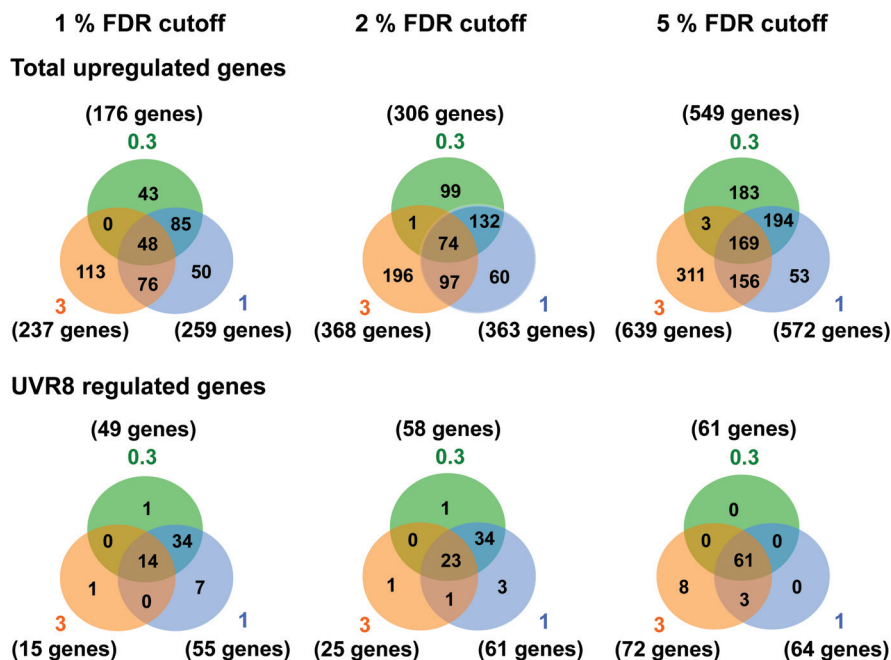 1 % FDR cutoff 2 % FDR cutoff 5 % FDR cutoff
Total upregulated genes
(176 genes) (306 genes) (549 genes)
0.3 0.3 0.3
43 99 183
0 85 1 132 3 194
48 74 169
113 76 50 196 97 60 311 156 53
3 1 3 1 3 1
(237 genes) (259 genes) (368 genes) (363 genes) (639 genes) (572 genes)
UVR8 regulated genes
(49 genes) (58 genes) (61 genes)
0.3 0.3 0.3
1 1 0
0 34 0 34 0 0
14 23 61
1 0 7 1 1 3 8 3 0
3 1 3 1 3 1
(15 genes) (55 genes) (25 genes) (61 genes) (72 genes) (64 genes)